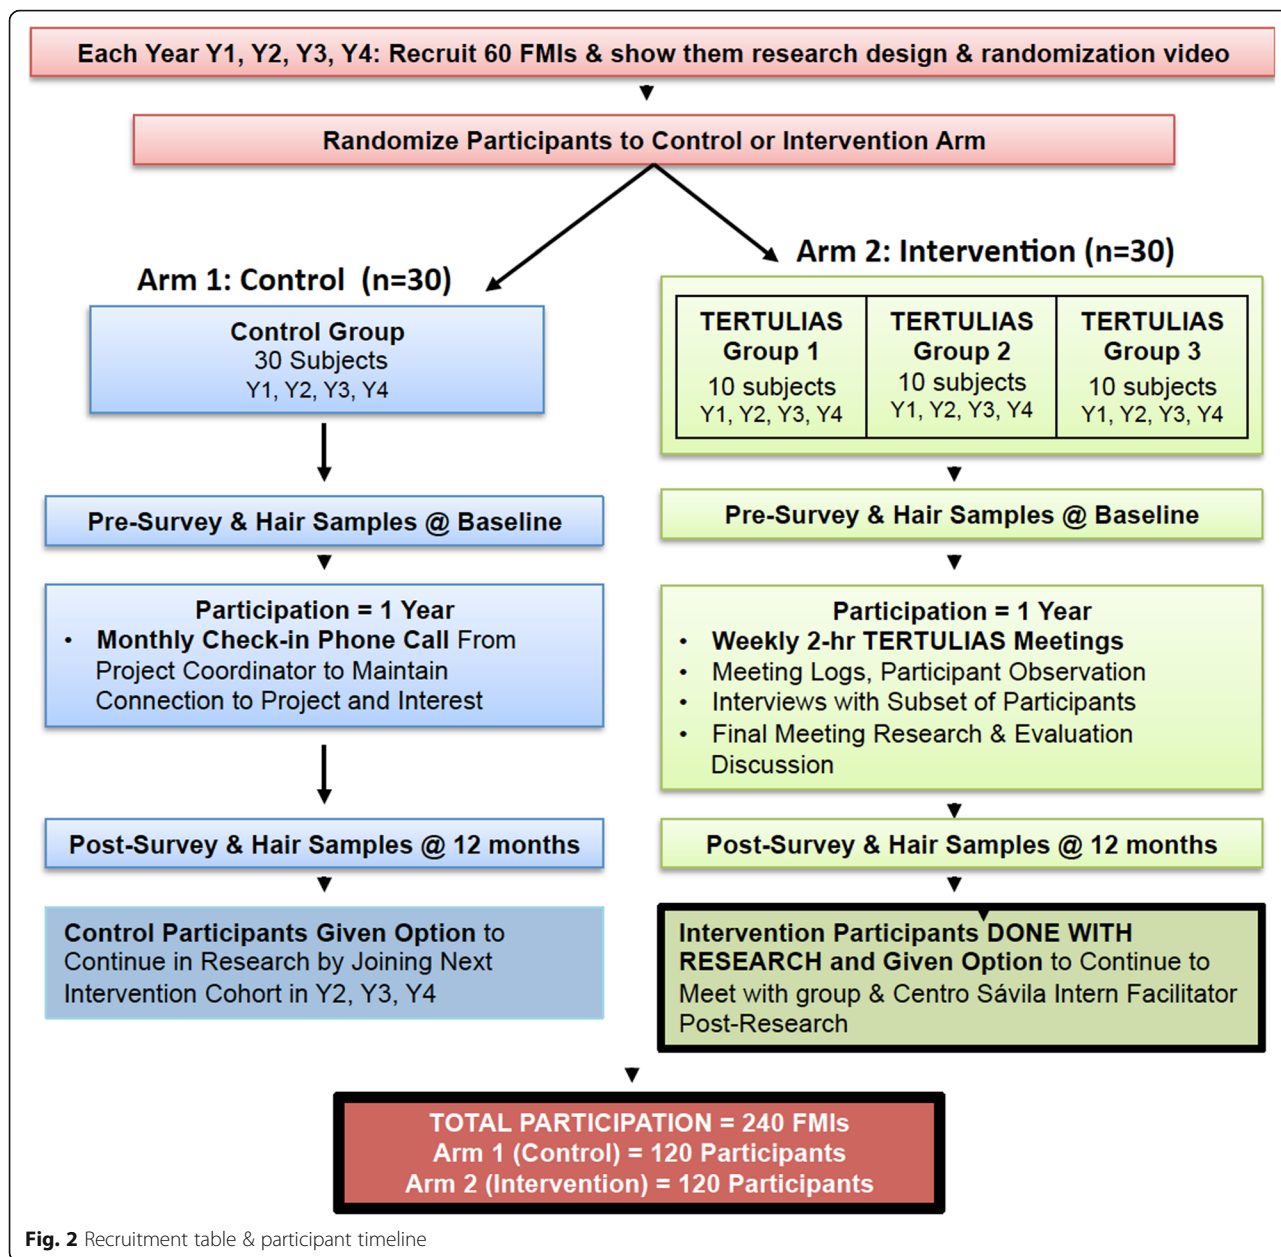 Each Year Y1, Y2, Y3, Y4: Recruit 60 FMIs & show them research design & randomization video
Randomize Participants to Control or Intervention Arm
Arm 1: Control (n=30)
Control Group
30 Subjects
Y1, Y2, Y3, Y4
Pre-Survey & Hair Samples @ Baseline
Participation = 1 Year
• Monthly Check-in Phone Call From
Project Coordinator to Maintain
Connection to Project and Interest
Post-Survey & Hair Samples @ 12 months
Control Participants Given Option to
Continue in Research by Joining Next
Intervention Cohort in Y2, Y3, Y4
Arm 2: Intervention (n=30)
TERTULIAS
Group 1
10 subjects
Y1, Y2, Y3, Y4
TERTULIAS
Group 2
10 subjects
Y1, Y2, Y3, Y4
TERTULIAS
Group 3
10 subjects
Y1, Y2, Y3, Y4
Pre-Survey & Hair Samples @ Baseline
Participation = 1 Year
• Weekly 2-hr TERTULIAS Meetings
• Meeting Logs, Participant Observation
• Interviews with Subset of Participants
• Final Meeting Research & Evaluation
Discussion
Post-Survey & Hair Samples @ 12 months
Intervention Participants DONE WITH
RESEARCH and Given Option to Continue to
Meet with group & Centro Sávila Intern Facilitator
Post-Research
TOTAL PARTICIPATION = 240 FMIs
Arm 1 (Control) = 120 Participants
Arm 2 (Intervention) = 120 Participants
Fig. 2 Recruitment table & participant timeline